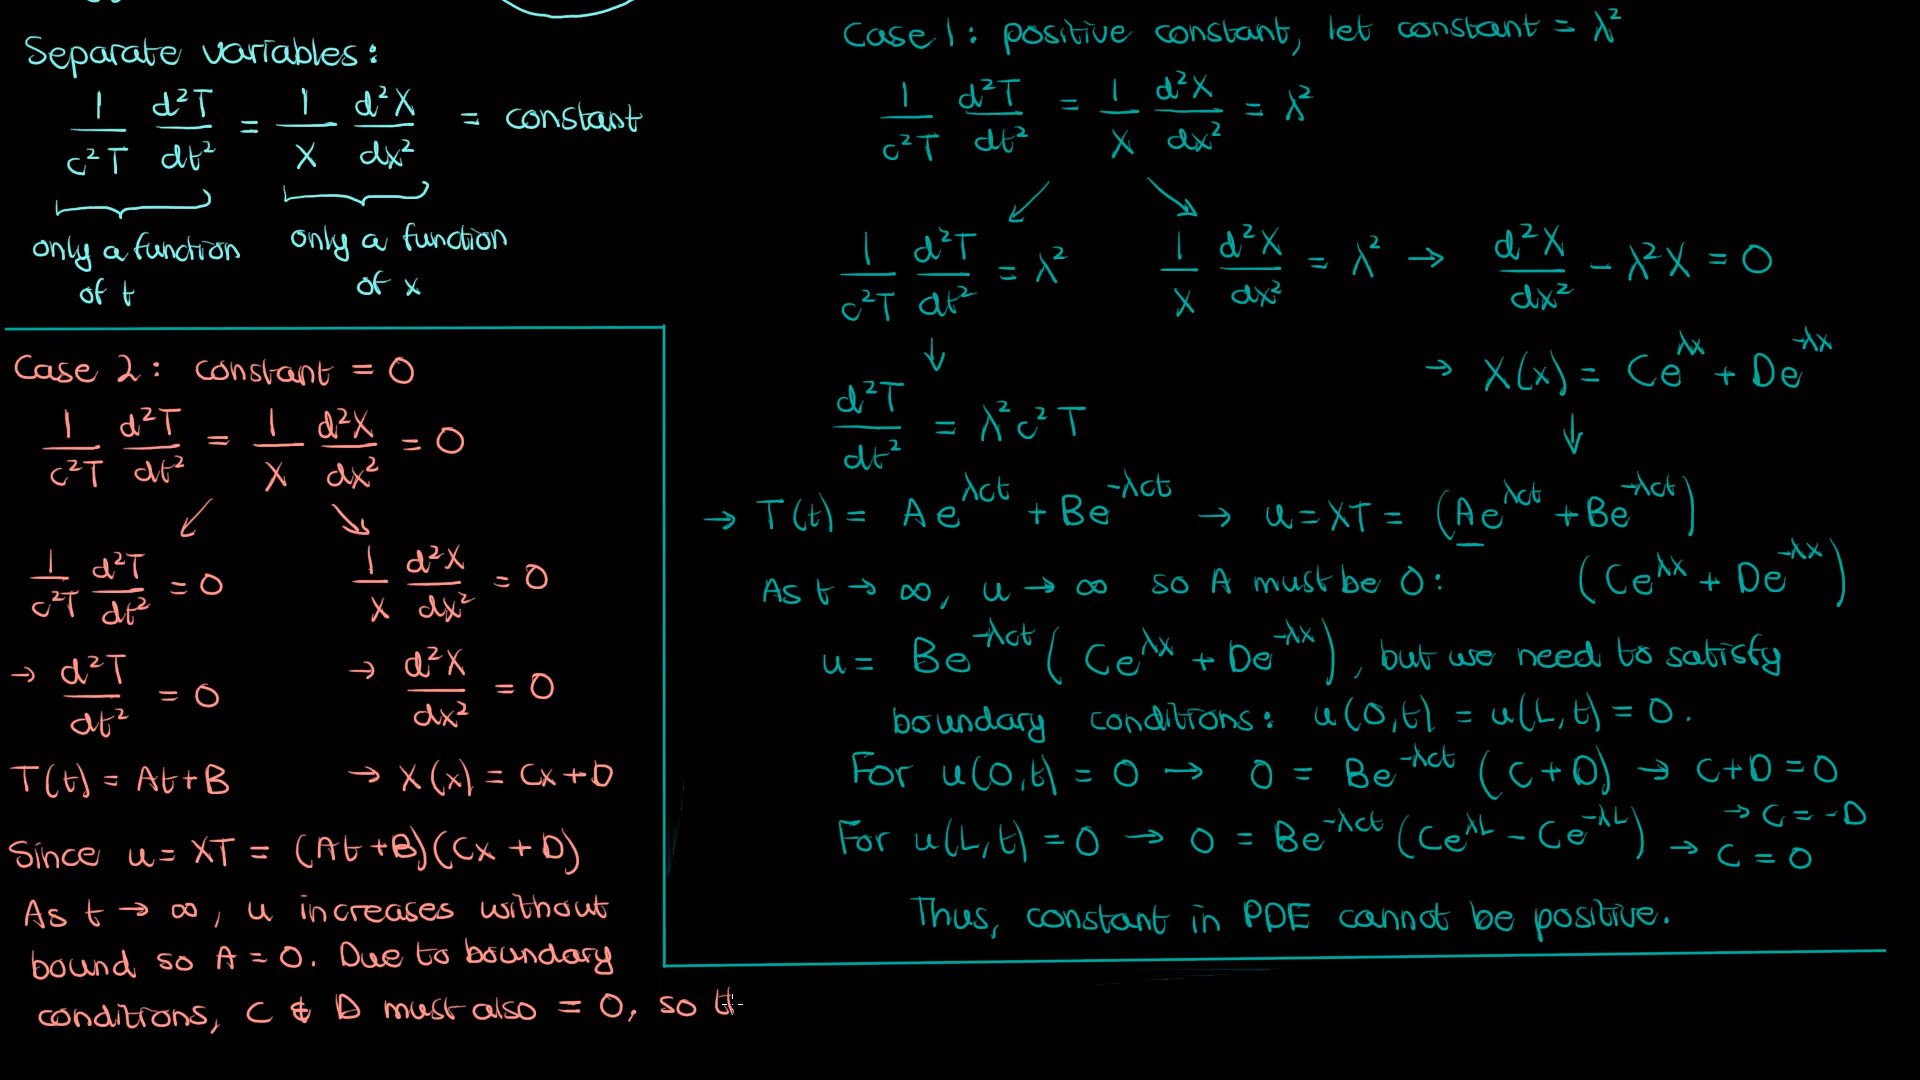 Separate variables:
1/(c²T) d²T/dt² = 1/X d²X/dx² = constant
only a function of t
only a function of x
Case 1: positive constant, let constant = λ²
1/(c²T) d²T/dt² = 1/X d²X/dx² = λ²
↙ ↘
1/(c²T) d²T/dt² = λ²
1/X d²X/dx² = λ² → d²X/dx² - λ²X = 0
→ X(x) = Ce^(λx) + De^(-λx)
↓
d²T/dt² = λ²c²T
→ T(t) = Ae^(λct) + Be^(-λct) → u = XT = (Ae^(λct) + Be^(-λct))
(Ce^(λx) + De^(-λx))
As t → ∞, u → ∞ so A must be 0:
u = Be^(-λct) (Ce^(λx) + De^(-λx)), but we need to satisfy
boundary conditions: u(0,t) = u(L,t) = 0.
For u(0,t) = 0 → 0 = Be^(-λct) (C+D) → C+D = 0
→ C = -D
For u(L,t) = 0 → 0 = Be^(-λct) (Ce^(λL) - Ce^(-λL)) → C = 0
Thus, constant in PDE cannot be positive.
Case 2: constant = 0
1/(c²T) d²T/dt² = 1/X d²X/dx² = 0
↙ ↘
1/(c²T) d²T/dt² = 0
1/X d²X/dx² = 0
→ d²T/dt² = 0
→ d²X/dx² = 0
T(t) = At+B
→ X(x) = Cx+D
Since u = XT = (At+B)(Cx + D)
As t → ∞, u increases without
bound so A = 0. Due to boundary
conditions, C & D must also = 0, so